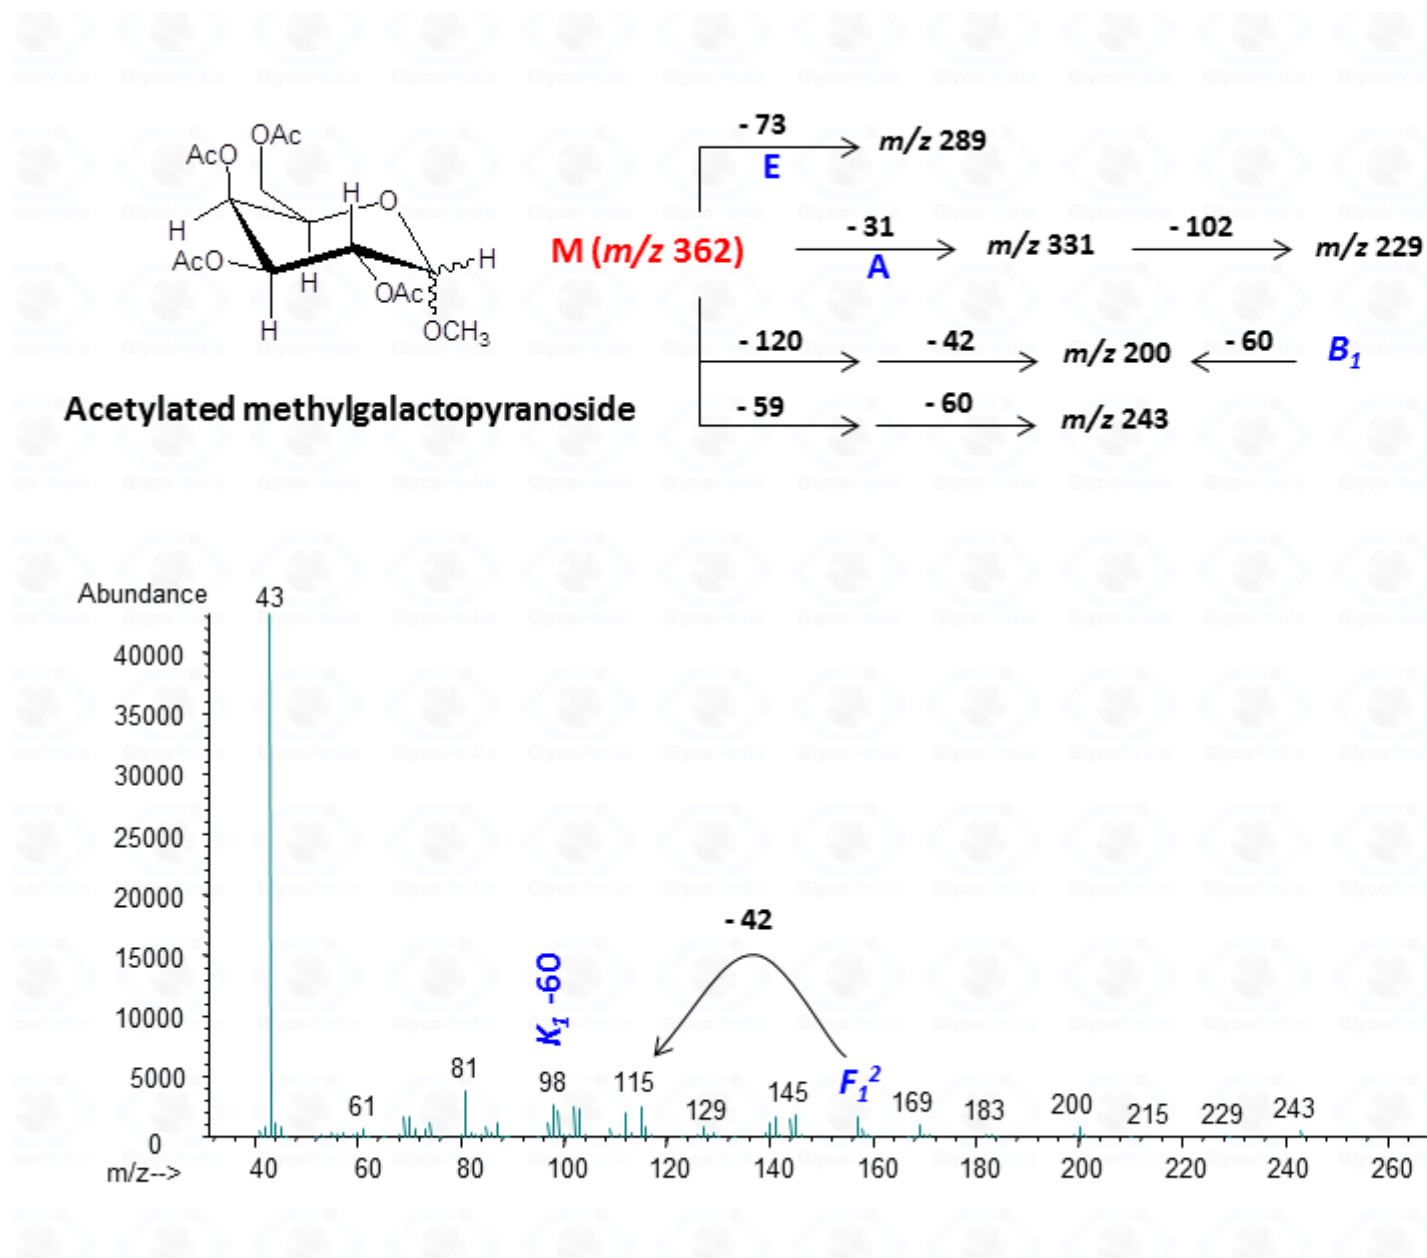 OAc
AcO
H
O
H
AcO
H
H
OAc
H
OCH3
Acetylated methylgalactopyranoside
- 73
m/z 289
E
M (m/z 362)
- 31
A
m/z 331
- 102
m/z 229
- 120
- 42
m/z 200
- 60
B1
- 59
- 60
m/z 243
Abundance
43
40000
35000
30000
25000
20000
15000
10000
5000
0
- 42
K1 -60
61
81
98
115
129
145
F1²
169
183
200
215
229
243
m/z-->
40 60 80 100 120 140 160 180 200 220 240 260
GlycoPedia